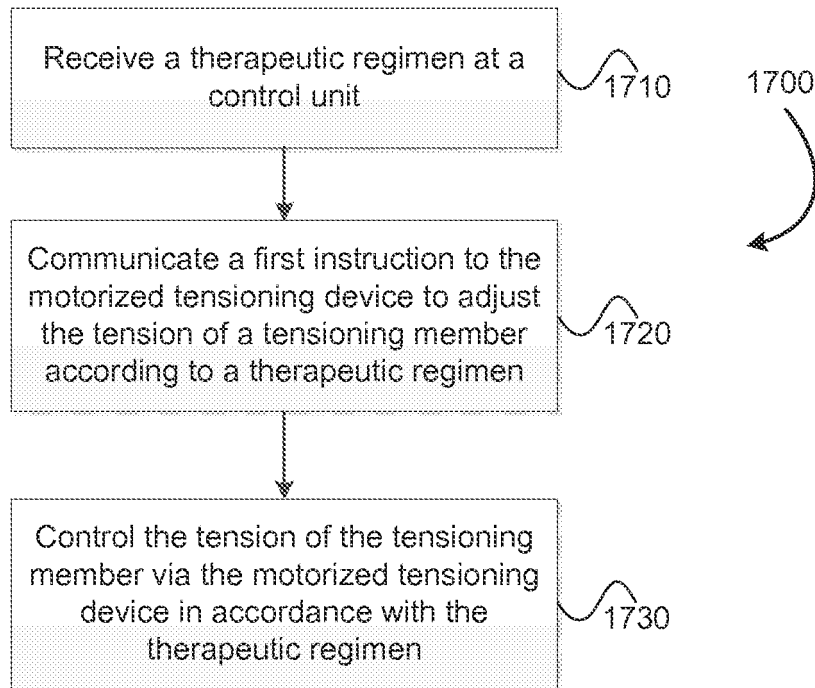 Receive a therapeutic regimen at a
control unit
1710
1700
Communicate a first instruction to the
motorized tensioning device to adjust
the tension of a tensioning member
according to a therapeutic regimen
1720
Control the tension of the tensioning
member via the motorized tensioning
device in accordance with the
therapeutic regimen
1730